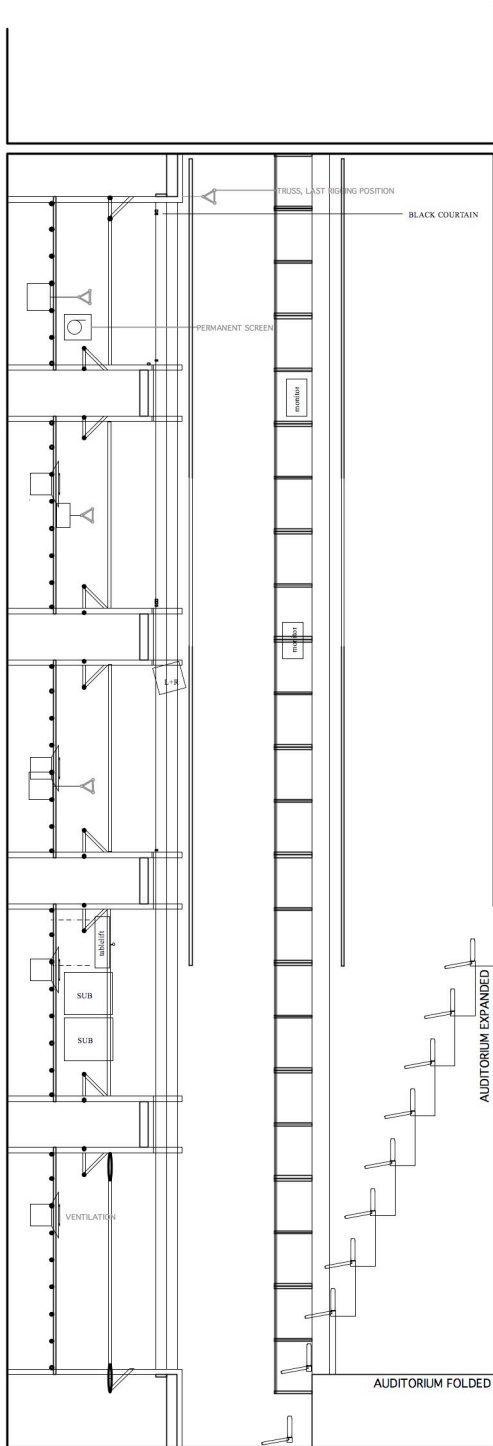 TRUSS, LAST RIGGING POSITION
BLACK COURTAIN
PERMANENT SCREEN
monitor
monitor
L+R
tablelift
SUB
SUB
AUDITORIUM EXPANDED
VENTILATION
AUDITORIUM FOLDED